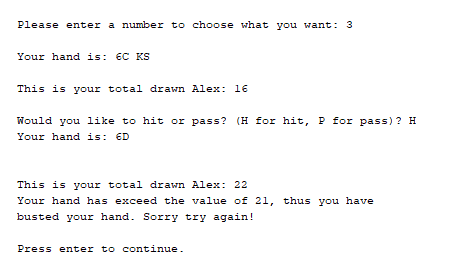 Please enter a number to choose what you want: 3
Your hand is: 6C KS
This is your total drawn Alex: 16
Would you like to hit or pass? (H for hit, P for pass)? H
Your hand is: 6D
This is your total drawn Alex: 22
Your hand has exceed the value of 21, thus you have
busted your hand. Sorry try again!
Press enter to continue.